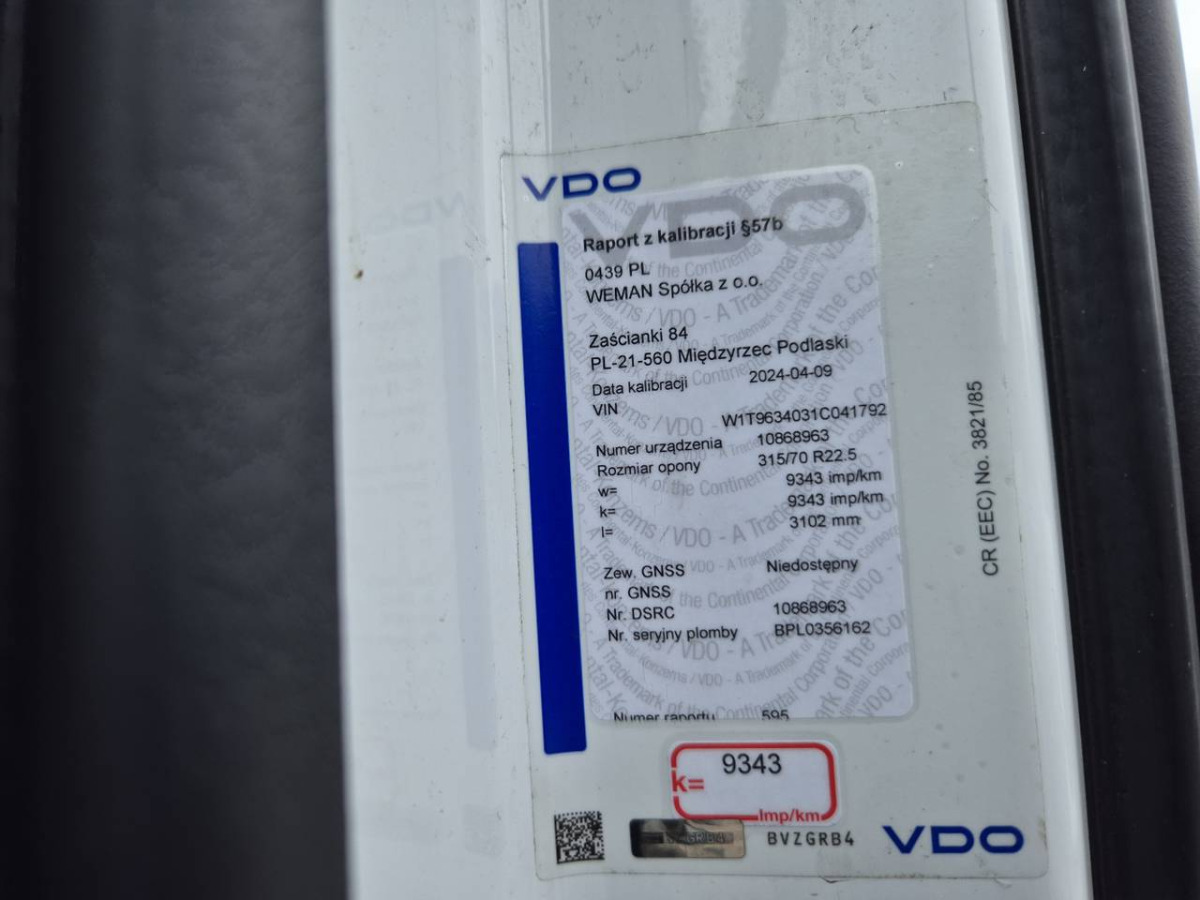 VDO
Raport z kalibracji §57b
0439 PL
WEMAN Spółka z o.o.
Zaścianki 84
PL-21-560 Międzyrzec Podlaski
Data kalibracji 2024-04-09
VIN W1T9634031C041792
Numer urządzenia 10868963
Rozmiar opony 315/70 R22.5
w= 9343 imp/km
k= 9343 imp/km
l= 3102 mm
Zew. GNSS Niedostępny
nr. GNSS
Nr. DSRC 10868963
Nr. seryjny plomby BPL0356162
Numer raportu 595
k= 9343 Imp/km
BVZGRB4
VDO
CR (EEC) No. 3821/85